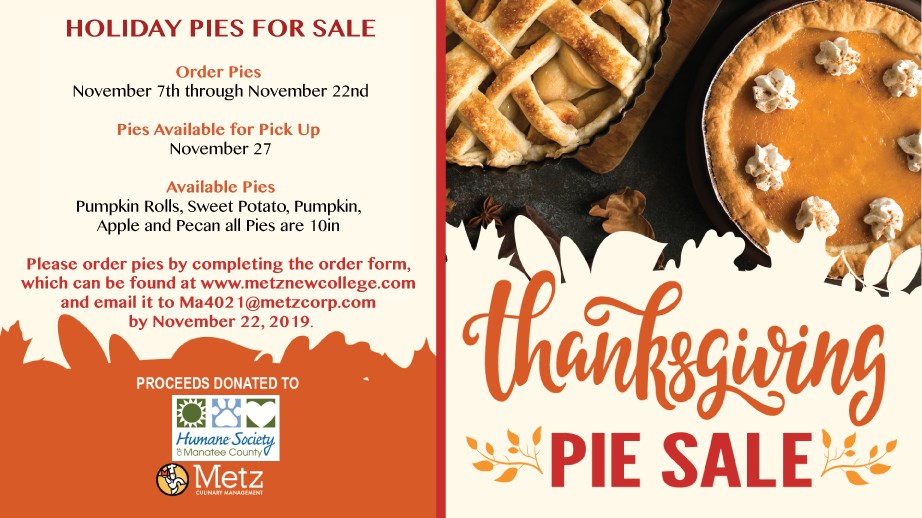 HOLIDAY PIES FOR SALE
Order Pies
November 7th through November 22nd
Pies Available for Pick Up
November 27
Available Pies
Pumpkin Rolls, Sweet Potato, Pumpkin,
Apple and Pecan all Pies are 10in
Please order pies by completing the order form,
which can be found at www.metznewcollege.com
and email it to Ma4021@metzcorp.com
by November 22, 2019.
PROCEEDS DONATED TO
Humane Society
of Manatee County
Metz
CULINARY MANAGEMENT
thanksgiving
PIE SALE